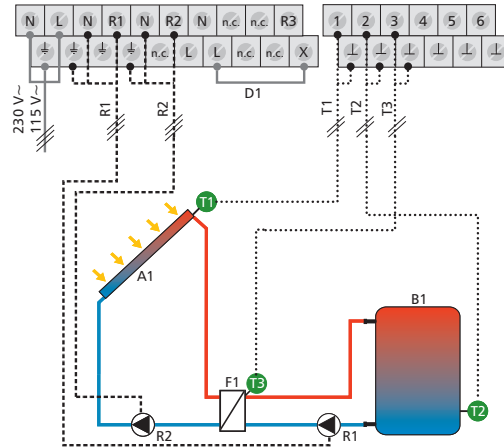 N L N R1 N R2 N n.c. n.c. R3
n.c. L L n.c. n.c. X
1 2 3 4 5 6
D1
230 V~
115 V~
R1
R2
T1
T2
T3
T1
A1
B1
F1
T3
T2
R2
R1